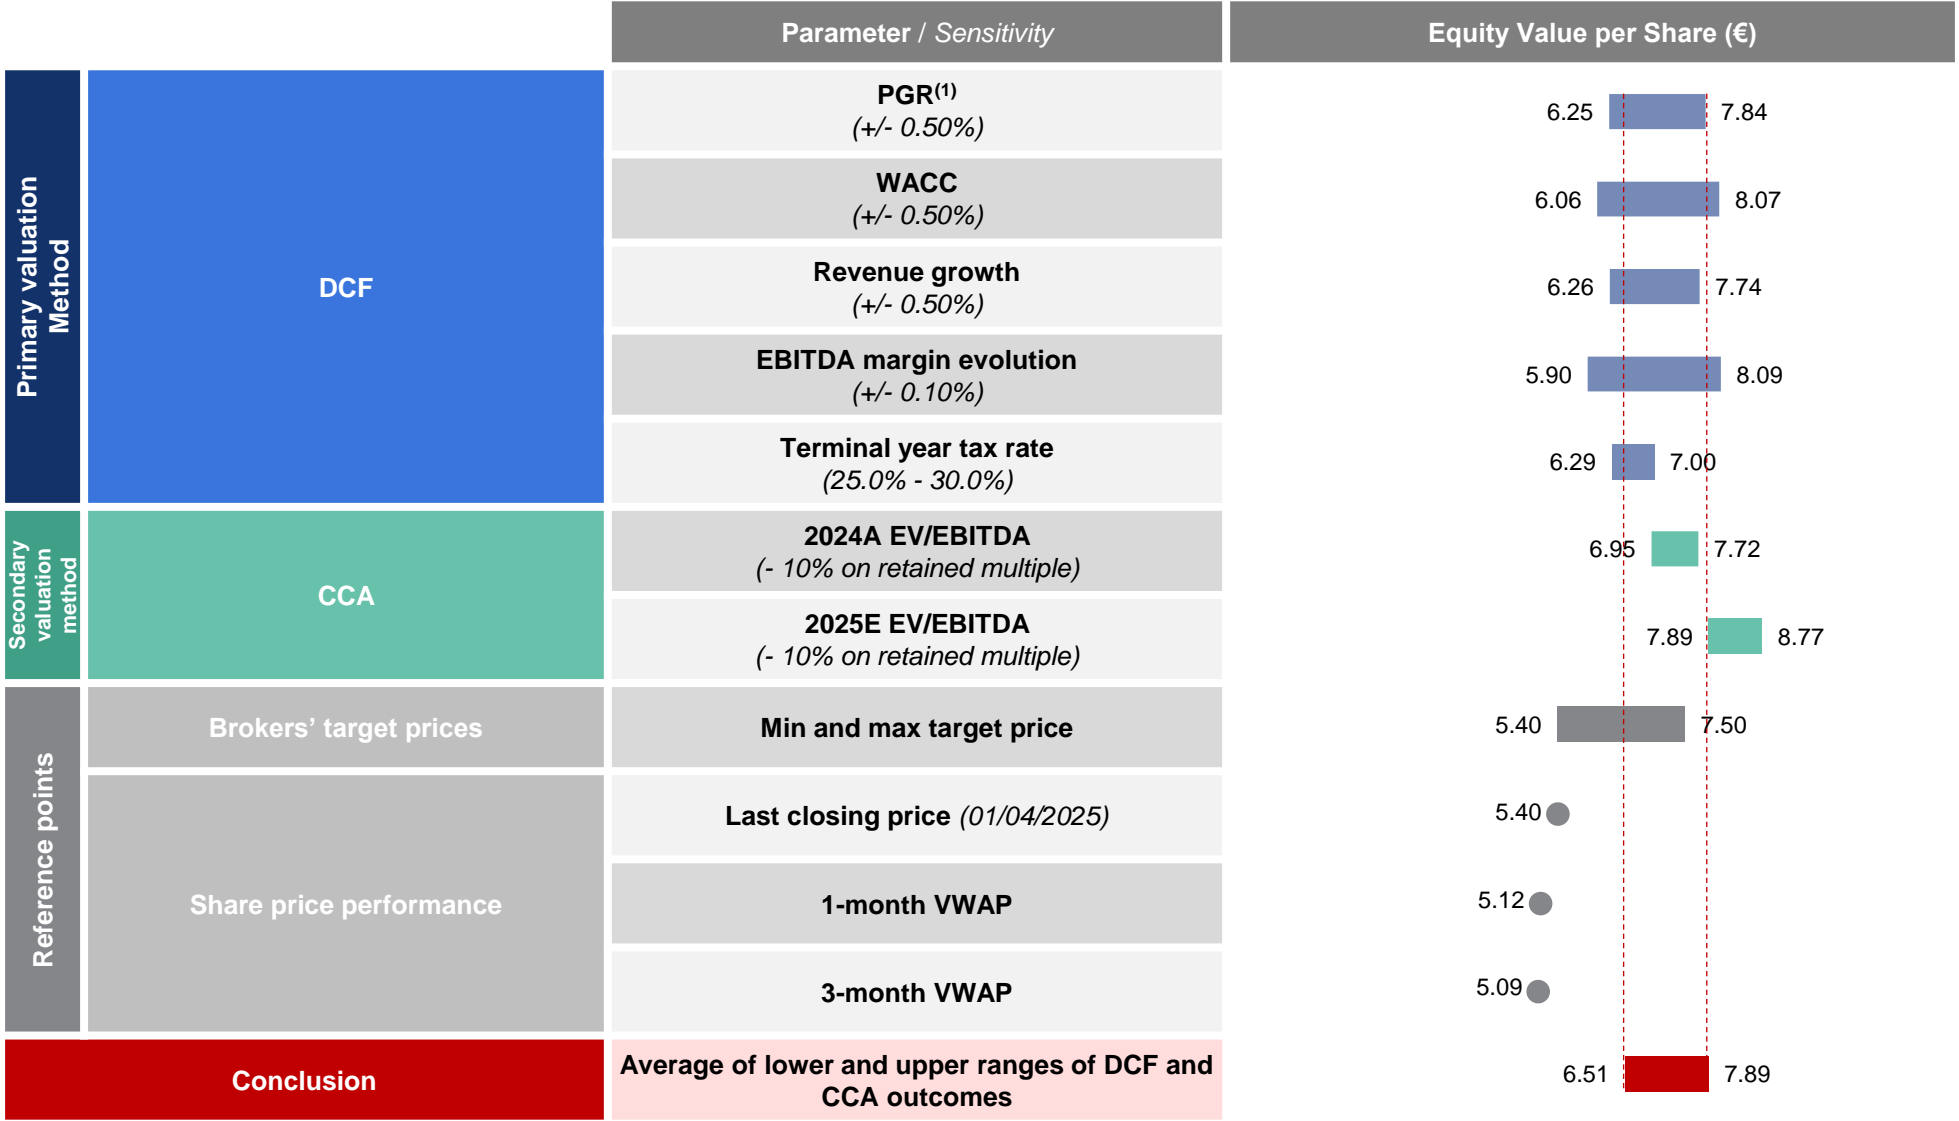 Parameter / Sensitivity
Equity Value per Share (€)
Primary valuation
Method
DCF
PGR(1)
(+/- 0.50%)
6.25
7.84
WACC
(+/- 0.50%)
6.06
8.07
Revenue growth
(+/- 0.50%)
6.26
7.74
EBITDA margin evolution
(+/- 0.10%)
5.90
8.09
Terminal year tax rate
(25.0% - 30.0%)
6.29
7.00
Secondary
valuation
method
CCA
2024A EV/EBITDA
(- 10% on retained multiple)
6.95
7.72
2025E EV/EBITDA
(- 10% on retained multiple)
7.89
8.77
Reference points
Brokers’ target prices
Min and max target price
5.40
7.50
Share price performance
Last closing price (01/04/2025)
5.40
1-month VWAP
5.12
3-month VWAP
5.09
Conclusion
Average of lower and upper ranges of DCF and
CCA outcomes
6.51
7.89